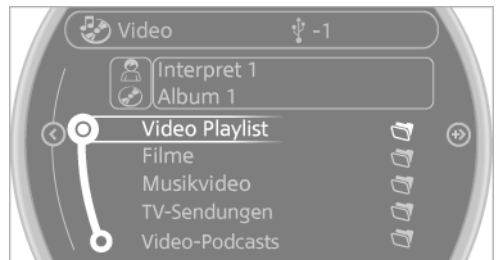 Video -1
Interpret 1
Album 1
Video Playlist
Filme
Musikvideo
TV-Sendungen
Video-Podcasts